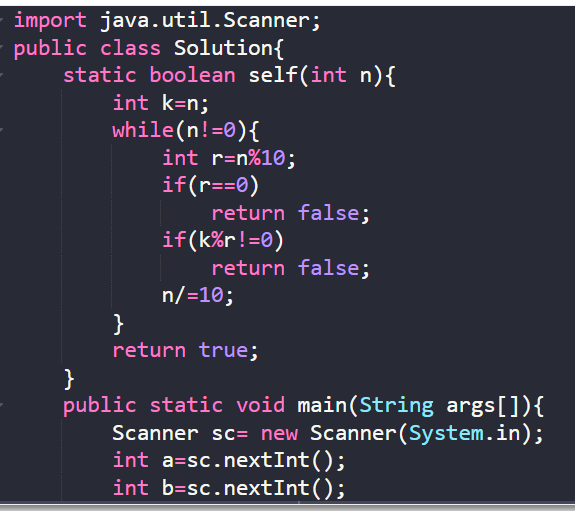 import java.util.Scanner;
public class Solution{
    static boolean self(int n){
        int k=n;
        while(n!=0){
            int r=n%10;
            if(r==0)
                return false;
            if(k%r!=0)
                return false;
            n/=10;
        }
        return true;
    }
    public static void main(String args[]){
        Scanner sc= new Scanner(System.in);
        int a=sc.nextInt();
        int b=sc.nextInt();